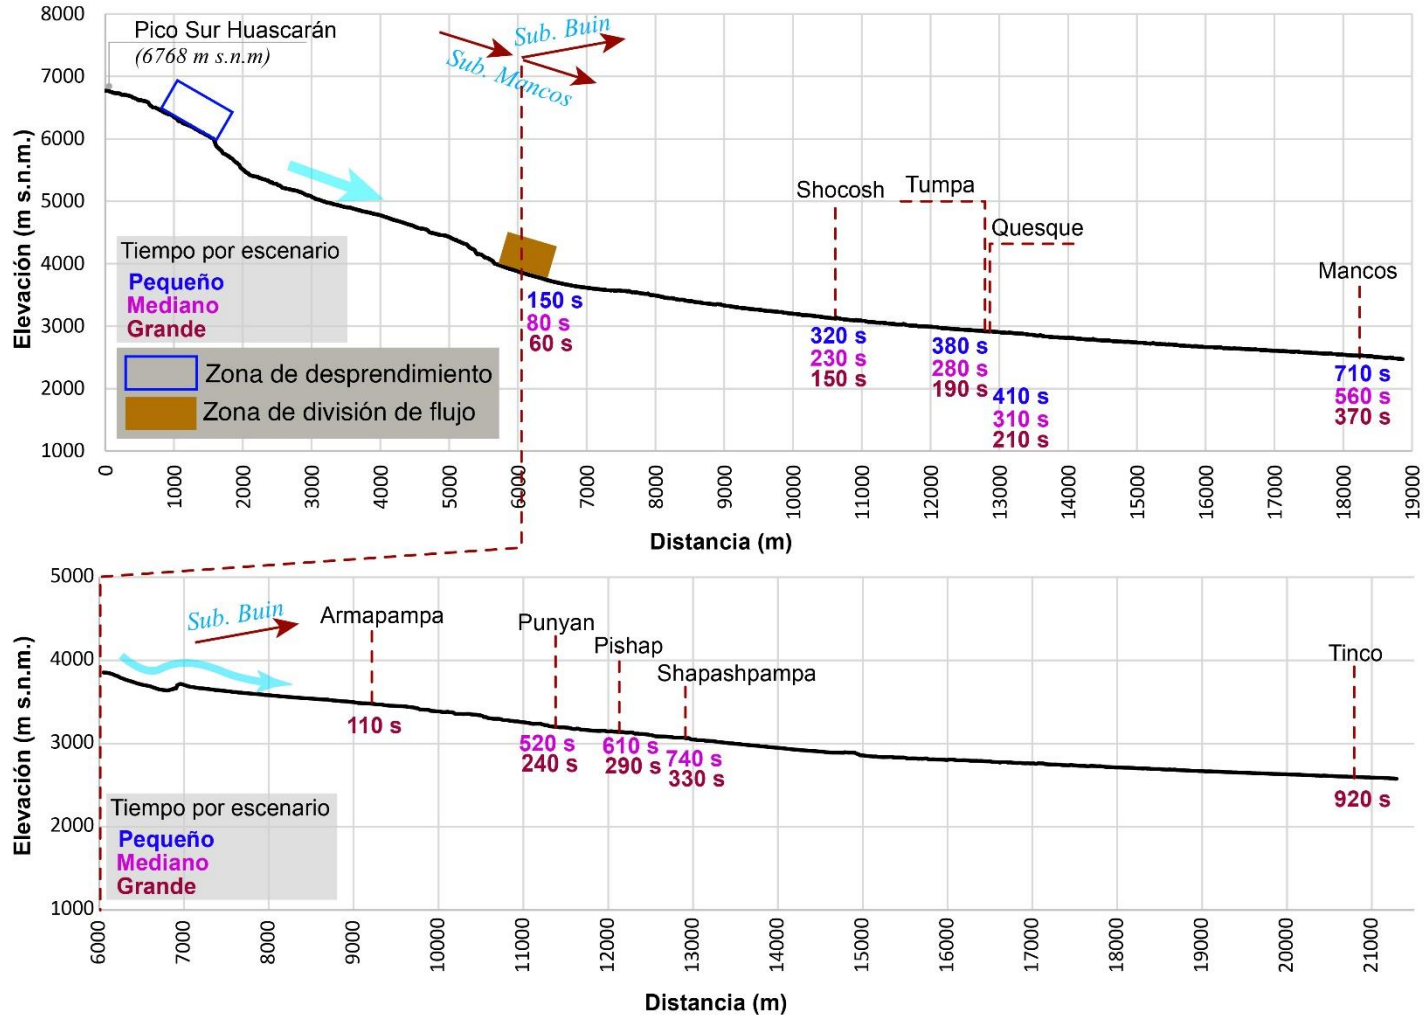 8000
7000
6000
5000
4000
3000
2000
1000
Elevación (m s.n.m.)
Pico Sur Huascarán
(6768 m s.n.m)
Sub. Buin
Sub. Mancos
Shocosh
Tumpa
Quesque
Mancos
Tiempo por escenario
Pequeño
Mediano
Grande
Zona de desprendimiento
Zona de división de flujo
150 s
80 s
60 s
320 s
230 s
150 s
380 s
280 s
190 s
410 s
310 s
210 s
710 s
560 s
370 s
0
1000
2000
3000
4000
5000
6000
7000
8000
9000
10000
11000
12000
13000
14000
15000
16000
17000
18000
19000
Distancia (m)
5000
4000
3000
2000
1000
Elevación (m s.n.m.)
Sub. Buin
Armapampa
Punyan
Pishap
Shapashpampa
Tinco
110 s
520 s
240 s
610 s
290 s
740 s
330 s
920 s
Tiempo por escenario
Pequeño
Mediano
Grande
6000
7000
8000
9000
10000
11000
12000
13000
14000
15000
16000
17000
18000
19000
20000
21000
Distancia (m)